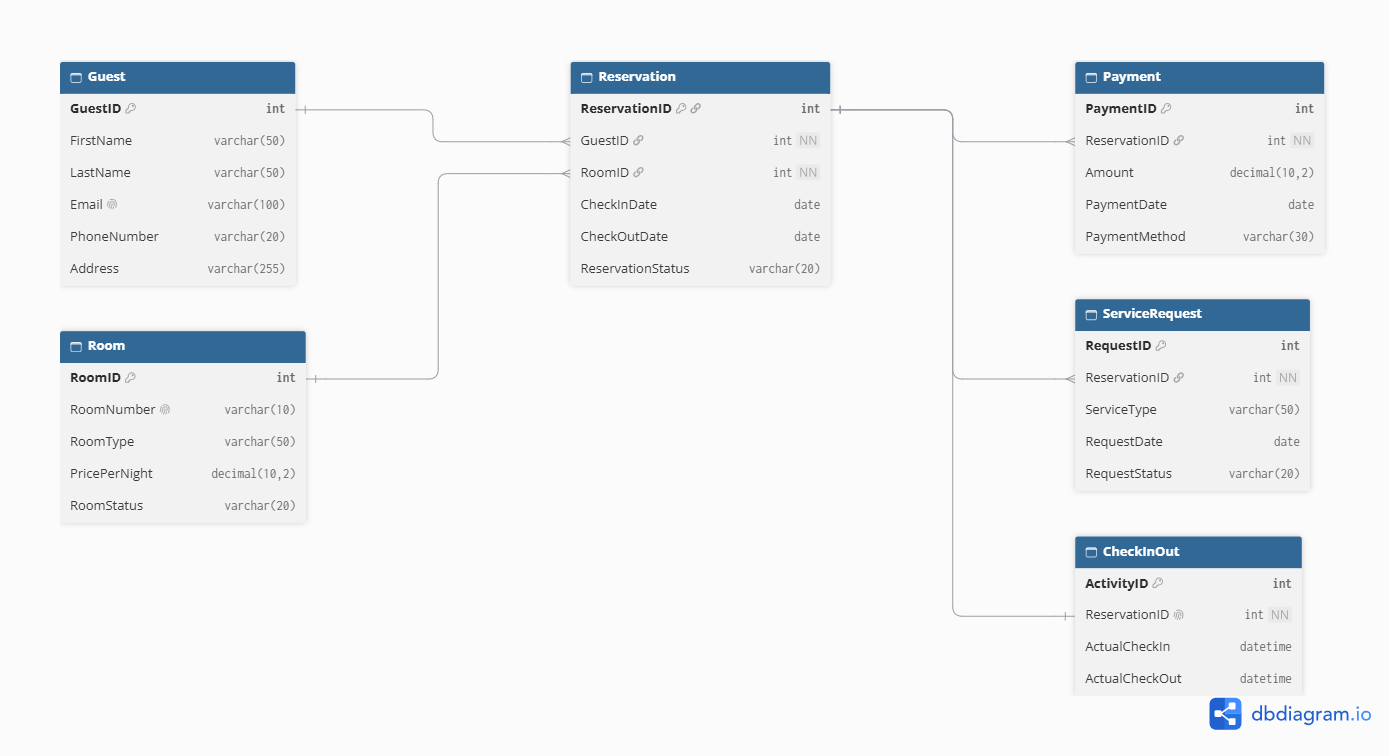 Guest
GuestID int
FirstName varchar(50)
LastName varchar(50)
Email varchar(100)
PhoneNumber varchar(20)
Address varchar(255)
Room
RoomID int
RoomNumber varchar(10)
RoomType varchar(50)
PricePerNight decimal(10,2)
RoomStatus varchar(20)
Reservation
ReservationID int
GuestID int NN
RoomID int NN
CheckInDate date
CheckOutDate date
ReservationStatus varchar(20)
Payment
PaymentID int
ReservationID int NN
Amount decimal(10,2)
PaymentDate date
PaymentMethod varchar(30)
ServiceRequest
RequestID int
ReservationID int NN
ServiceType varchar(50)
RequestDate date
RequestStatus varchar(20)
CheckInOut
ActivityID int
ReservationID int NN
ActualCheckIn datetime
ActualCheckOut datetime
dbdiagram.io